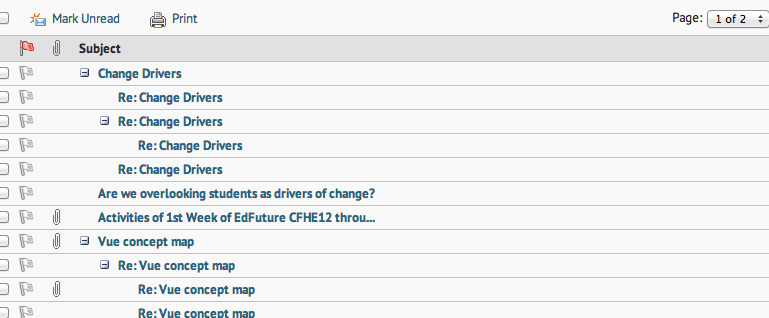 Mark Unread Print Page: 1 of 2
Subject
Change Drivers
Re: Change Drivers
Re: Change Drivers
Re: Change Drivers
Re: Change Drivers
Are we overlooking students as drivers of change?
Activities of 1st Week of EdFuture CFHE12 throu...
Vue concept map
Re: Vue concept map
Re: Vue concept map
Re: Vue concept map